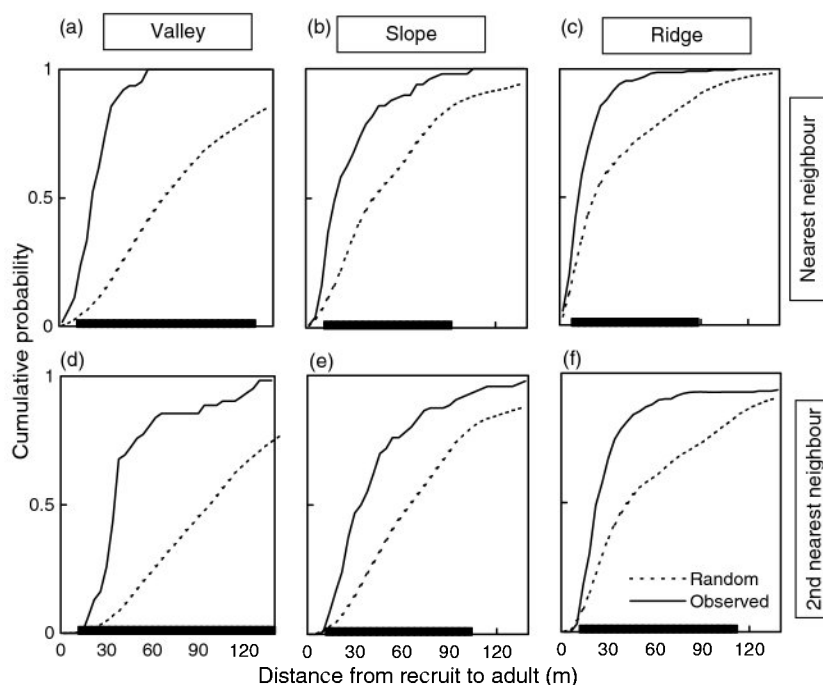 (a) Valley
(b) Slope
(c) Ridge
1
0.5
0
Nearest neighbour
Cumulative probability
(d)
(e)
(f)
1
0.5
0
2nd nearest neighbour
Random
Observed
0 30 60 90 120
0 30 60 90 120
0 30 60 90 120
Distance from recruit to adult (m)